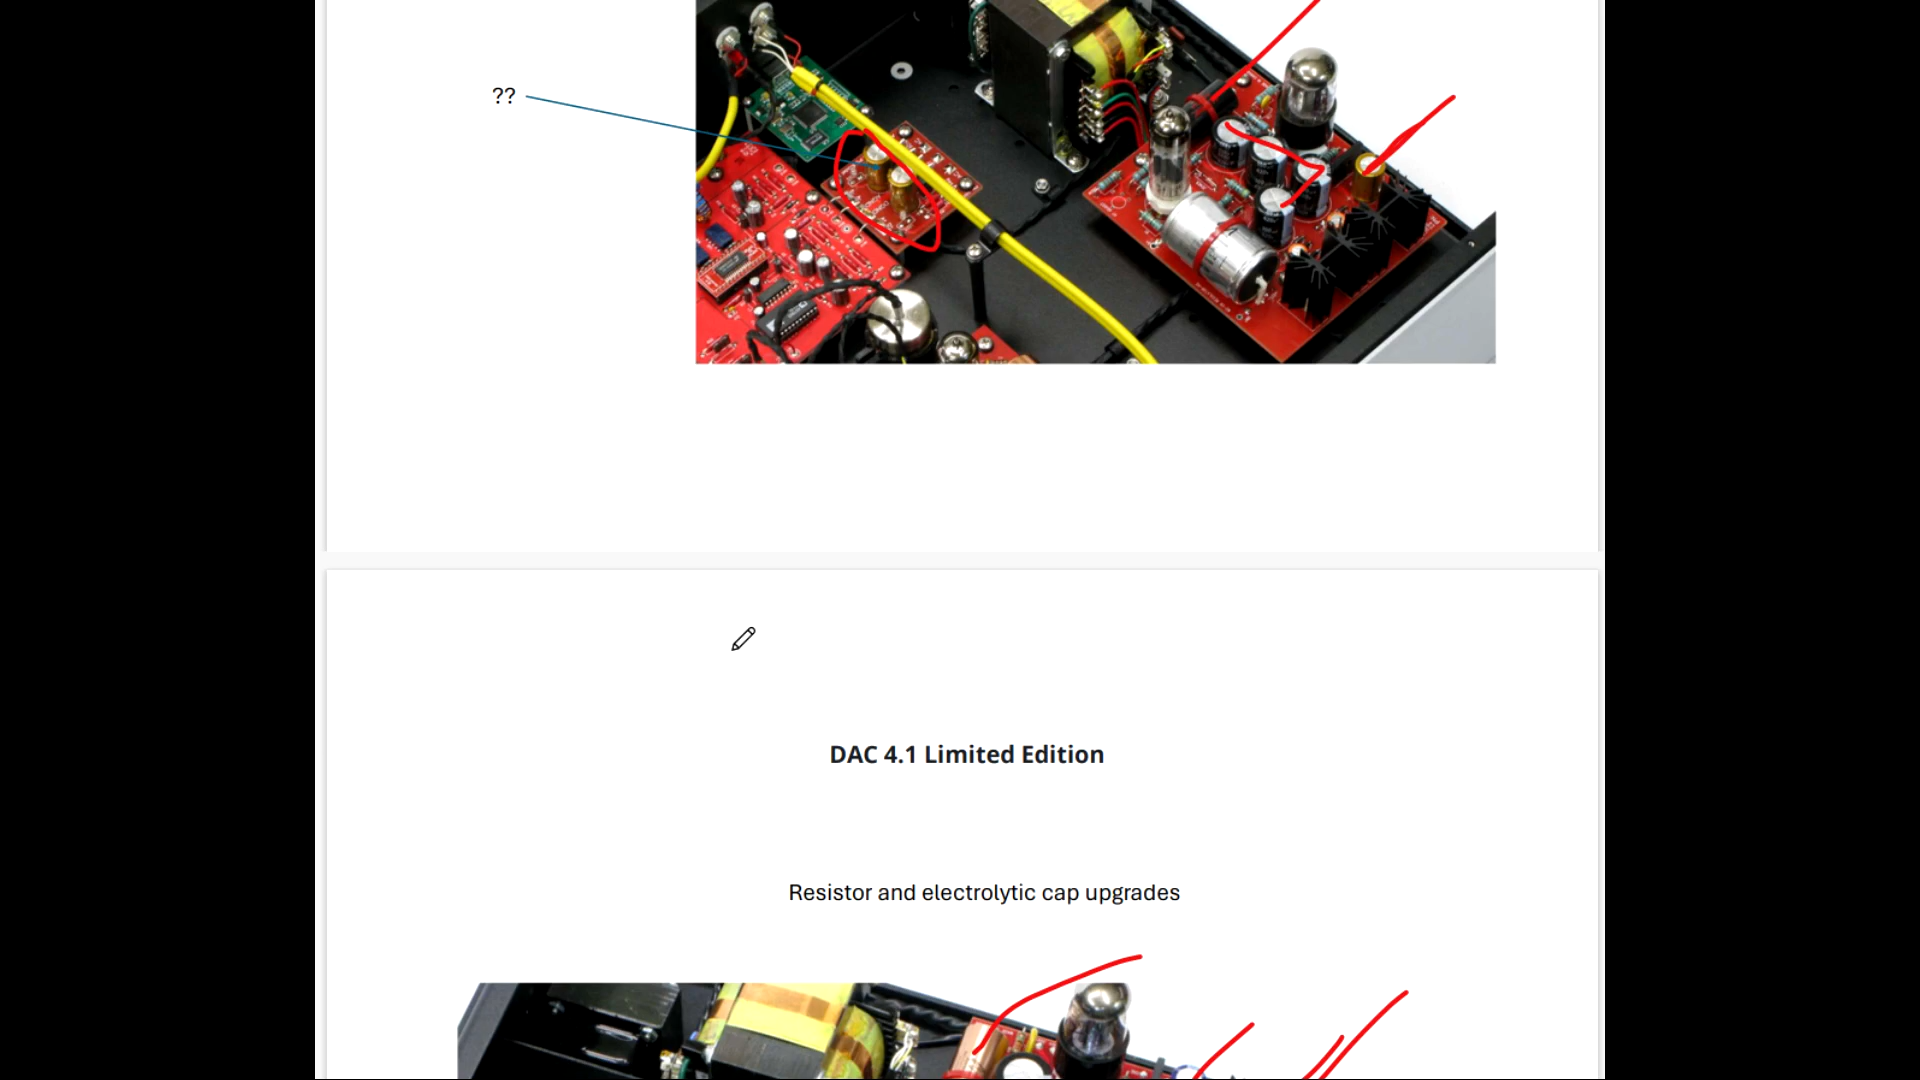 ??
DAC 4.1 Limited Edition
Resistor and electrolytic cap upgrades